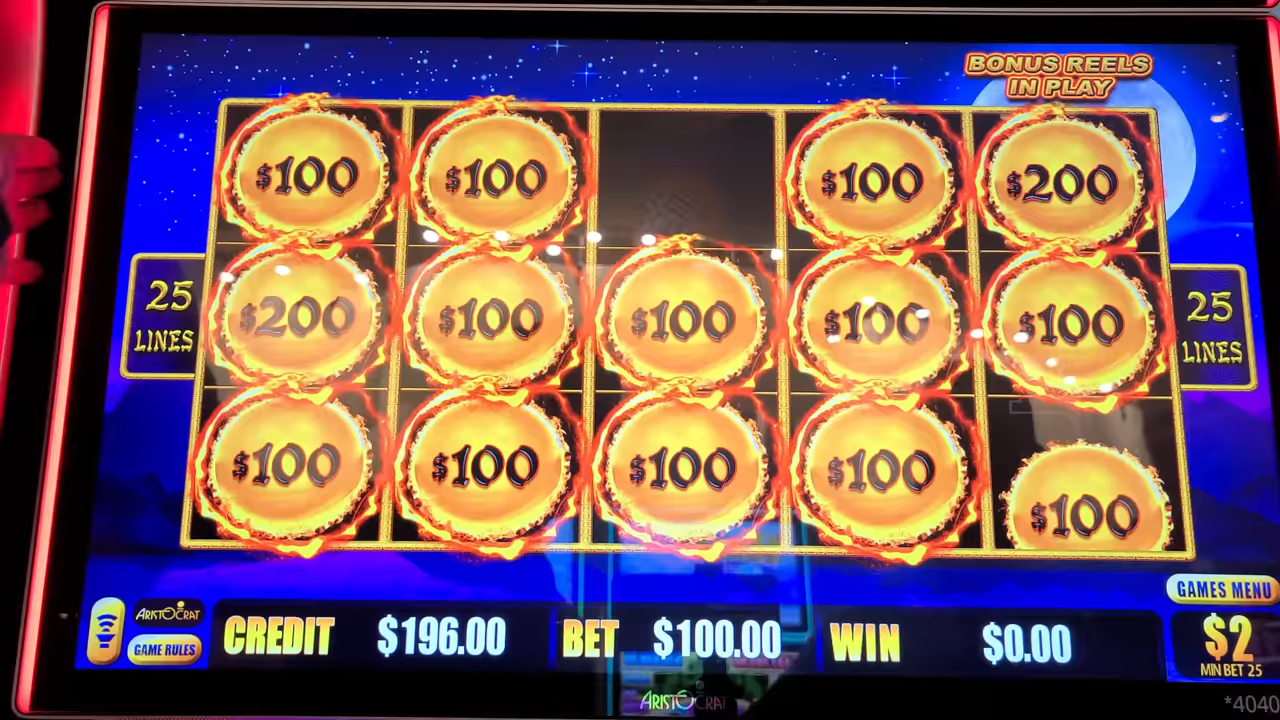 BONUS REELS
IN PLAY
$100 $100 $100 $200
25
LINES
$200 $100 $100 $100 $100
25
LINES
$100 $100 $100 $100 $100
GAMES MENU
ARISTOCRAT
GAME RULES
CREDIT $196.00 BET $100.00 WIN $0.00
$2
MIN BET 25
ARISTOCRAT
*4040